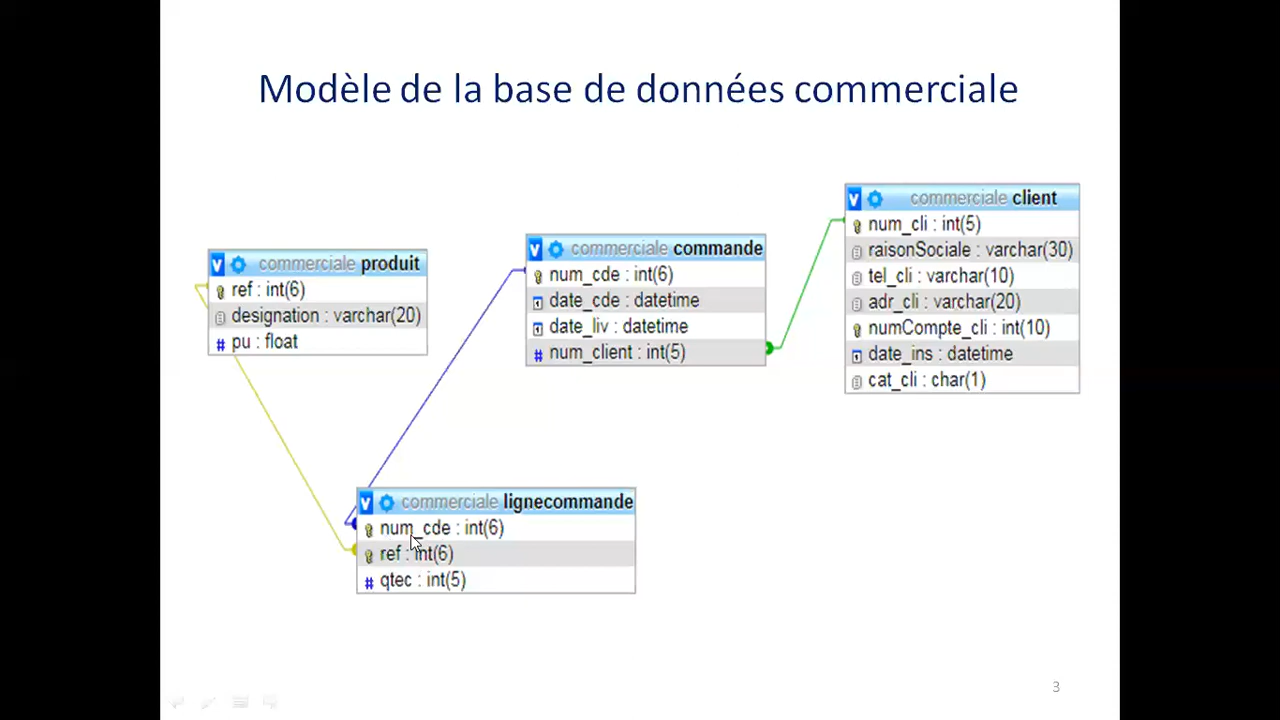 Modèle de la base de données commerciale
commerciale produit
ref : int(6)
designation : varchar(20)
pu : float
commerciale commande
num_cde : int(6)
date_cde : datetime
date_liv : datetime
num_client : int(5)
commerciale client
num_cli : int(5)
raisonSociale : varchar(30)
tel_cli : varchar(10)
adr_cli : varchar(20)
numCompte_cli : int(10)
date_ins : datetime
cat_cli : char(1)
commerciale lignecommande
num_cde : int(6)
ref : int(6)
qtec : int(5)
3